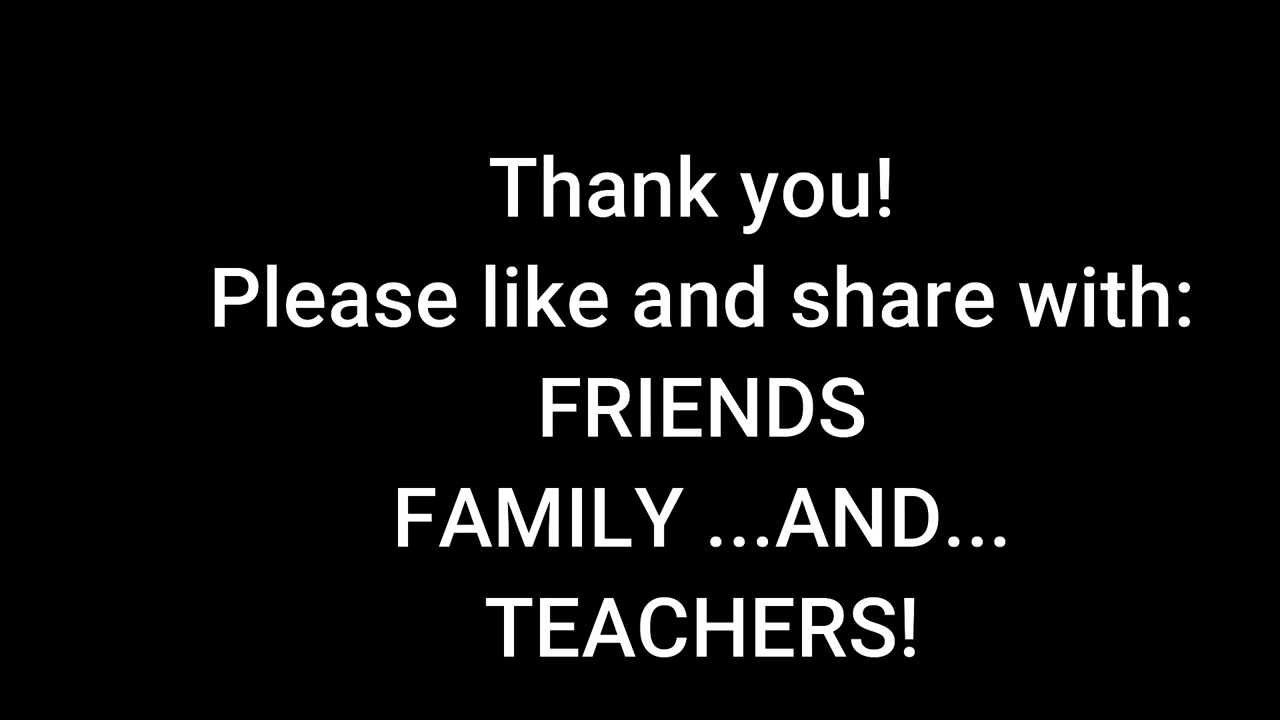 Thank you!
Please like and share with:
FRIENDS
FAMILY ...AND...
TEACHERS!